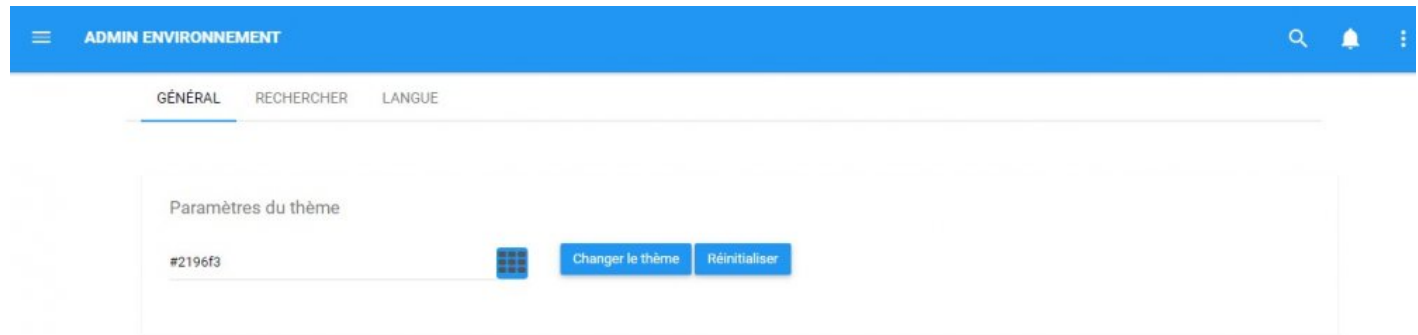 ADMIN ENVIRONNEMENT
GÉNÉRAL RECHERCHER LANGUE
Paramètres du thème
#2196f3 Changer le thème Réinitialiser